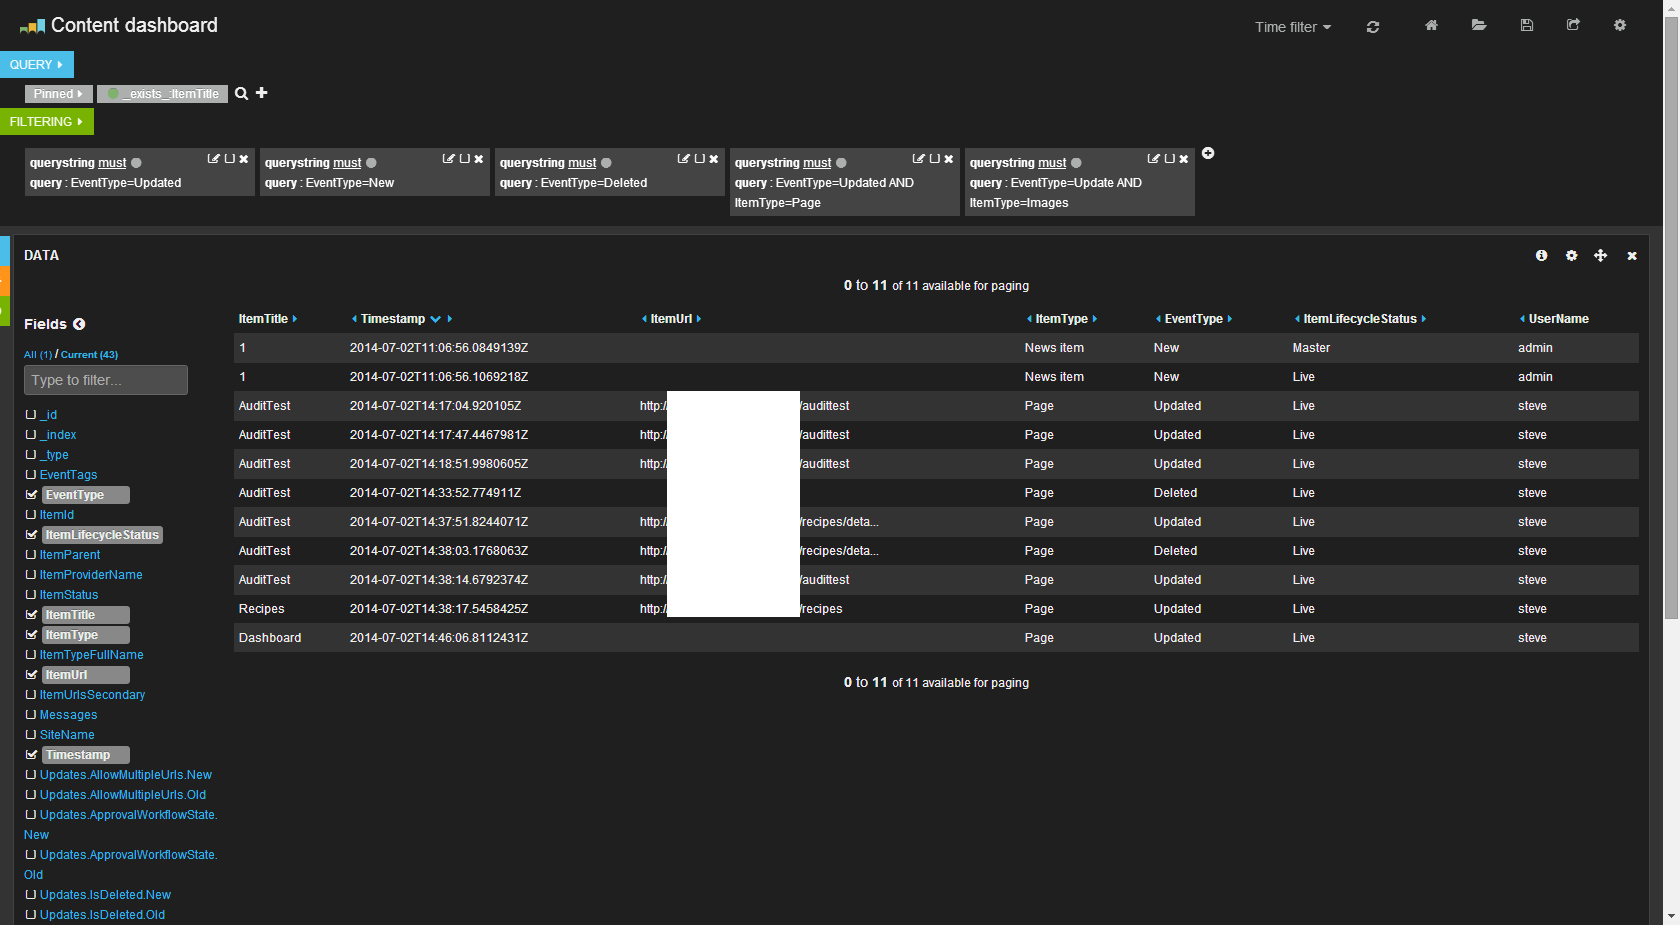 Content dashboard
Time filter
QUERY
Pinned
_exists_:ItemTitle
FILTERING
querystring must
query : EventType=Updated
querystring must
query : EventType=New
querystring must
query : EventType=Deleted
querystring must
query : EventType=Updated AND
ItemType=Page
querystring must
query : EventType=Update AND
ItemType=Images
DATA
0 to 11 of 11 available for paging
Fields
All (1) / Current (43)
Type to filter...
_id
_index
_type
EventTags
EventType
ItemId
ItemLifecycleStatus
ItemParent
ItemProviderName
ItemStatus
ItemTitle
ItemType
ItemTypeFullName
ItemUrl
ItemUrlsSecondary
Messages
SiteName
Timestamp
Updates.AllowMultipleUrls.New
Updates.AllowMultipleUrls.Old
Updates.ApprovalWorkflowState.
New
Updates.ApprovalWorkflowState.
Old
Updates.IsDeleted.New
Updates.IsDeleted.Old
ItemTitle Timestamp ItemUrl ItemType EventType ItemLifecycleStatus UserName
1 2014-07-02T11:06:56.0849139Z News item New Master admin
1 2014-07-02T11:06:56.1069218Z News item New Live admin
AuditTest 2014-07-02T14:17:04.920105Z http:/ /audittest Page Updated Live steve
AuditTest 2014-07-02T14:17:47.4467981Z http:/ /audittest Page Updated Live steve
AuditTest 2014-07-02T14:18:51.9980605Z http:/ /audittest Page Updated Live steve
AuditTest 2014-07-02T14:33:52.774911Z Page Deleted Live steve
AuditTest 2014-07-02T14:37:51.8244071Z http:/ /recipes/deta... Page Updated Live steve
AuditTest 2014-07-02T14:38:03.1768063Z http:/ /recipes/deta... Page Deleted Live steve
AuditTest 2014-07-02T14:38:14.6792374Z http:/ /audittest Page Updated Live steve
Recipes 2014-07-02T14:38:17.5458425Z http:/ /recipes Page Updated Live steve
Dashboard 2014-07-02T14:46:06.8112431Z Page Updated Live steve
0 to 11 of 11 available for paging